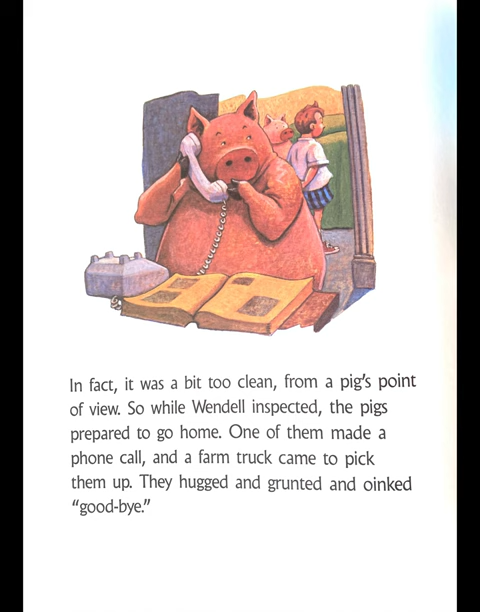 In fact, it was a bit too clean, from a pig's point
of view. So while Wendell inspected, the pigs
prepared to go home. One of them made a
phone call, and a farm truck came to pick
them up. They hugged and grunted and oinked
“good-bye.”